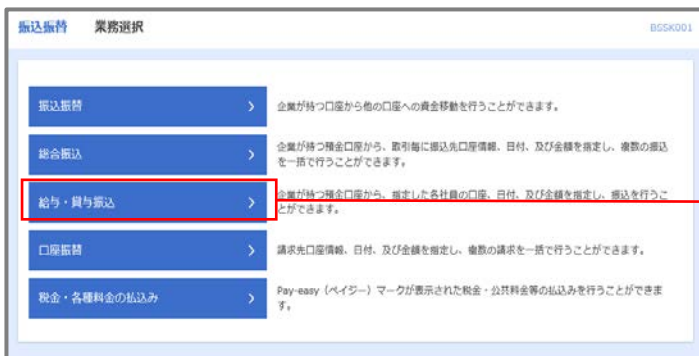 振込振替 業務選択 BSSK001
振込振替 企業が持つ口座から他の口座への資金移動を行うことができます。
総合振込 企業が持つ預金口座から、取引毎に振込先口座情報、日付、及び金額を指定し、複数の振込
を一括で行うことができます。
給与・賞与振込 企業が持つ預金口座から、指定した各社員の口座、日付、及び金額を指定し、振込を行うこ
とができます。
口座振替 請求先口座情報、日付、及び金額を指定し、複数の請求を一括で行うことができます。
税金・各種料金の払込み Pay-easy（ペイジー）マークが表示された税金・公共料金等の払込みを行うことができま
す。